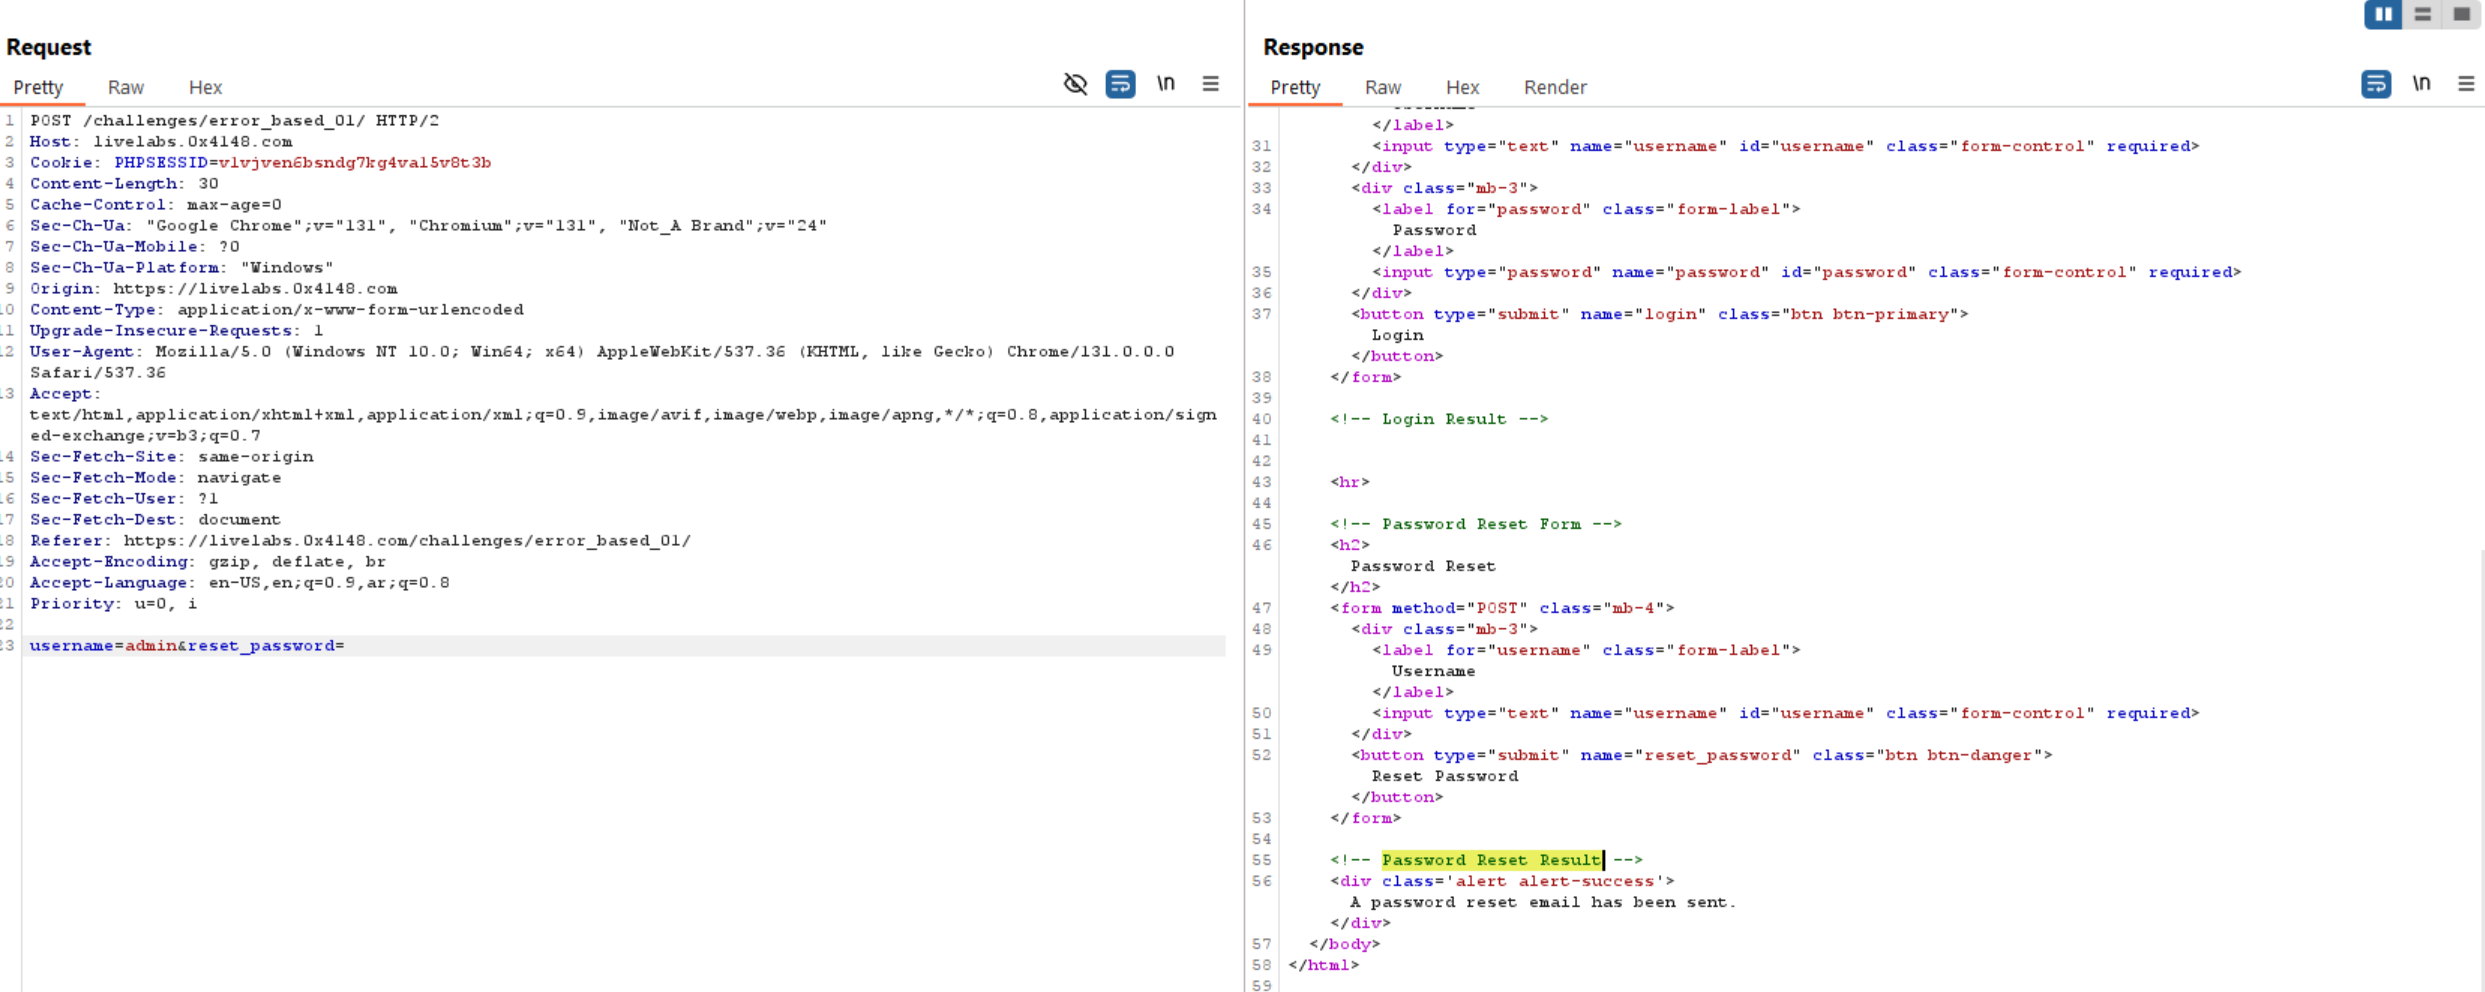 Request
Pretty Raw Hex \n
1 POST /challenges/error_based_01/ HTTP/2
2 Host: livelabs.0x4148.com
3 Cookie: PHPSESSID=vlvjven6bsndg7kg4val5v8t3b
4 Content-Length: 30
5 Cache-Control: max-age=0
6 Sec-Ch-Ua: "Google Chrome";v="131", "Chromium";v="131", "Not_A Brand";v="24"
7 Sec-Ch-Ua-Mobile: ?0
8 Sec-Ch-Ua-Platform: "Windows"
9 Origin: https://livelabs.0x4148.com
10 Content-Type: application/x-www-form-urlencoded
11 Upgrade-Insecure-Requests: 1
12 User-Agent: Mozilla/5.0 (Windows NT 10.0; Win64; x64) AppleWebKit/537.36 (KHTML, like Gecko) Chrome/131.0.0.0
Safari/537.36
13 Accept:
text/html,application/xhtml+xml,application/xml;q=0.9,image/avif,image/webp,image/apng,*/*;q=0.8,application/sign
ed-exchange;v=b3;q=0.7
14 Sec-Fetch-Site: same-origin
15 Sec-Fetch-Mode: navigate
16 Sec-Fetch-User: ?1
17 Sec-Fetch-Dest: document
18 Referer: https://livelabs.0x4148.com/challenges/error_based_01/
19 Accept-Encoding: gzip, deflate, br
20 Accept-Language: en-US,en;q=0.9,ar;q=0.8
21 Priority: u=0, i
22
23 username=admin&reset_password=
Response
Pretty Raw Hex Render \n
</label>
31 <input type="text" name="username" id="username" class="form-control" required>
32 </div>
33 <div class="mb-3">
34 <label for="password" class="form-label">
Password
</label>
35 <input type="password" name="password" id="password" class="form-control" required>
36 </div>
37 <button type="submit" name="login" class="btn btn-primary">
Login
</button>
38 </form>
39
40 <!-- Login Result -->
41
42
43 <hr>
44
45 <!-- Password Reset Form -->
46 <h2>
Password Reset
</h2>
47 <form method="POST" class="mb-4">
48 <div class="mb-3">
49 <label for="username" class="form-label">
Username
</label>
50 <input type="text" name="username" id="username" class="form-control" required>
51 </div>
52 <button type="submit" name="reset_password" class="btn btn-danger">
Reset Password
</button>
53 </form>
54
55 <!-- Password Reset Result -->
56 <div class='alert alert-success'>
A password reset email has been sent.
</div>
57 </body>
58 </html>
59